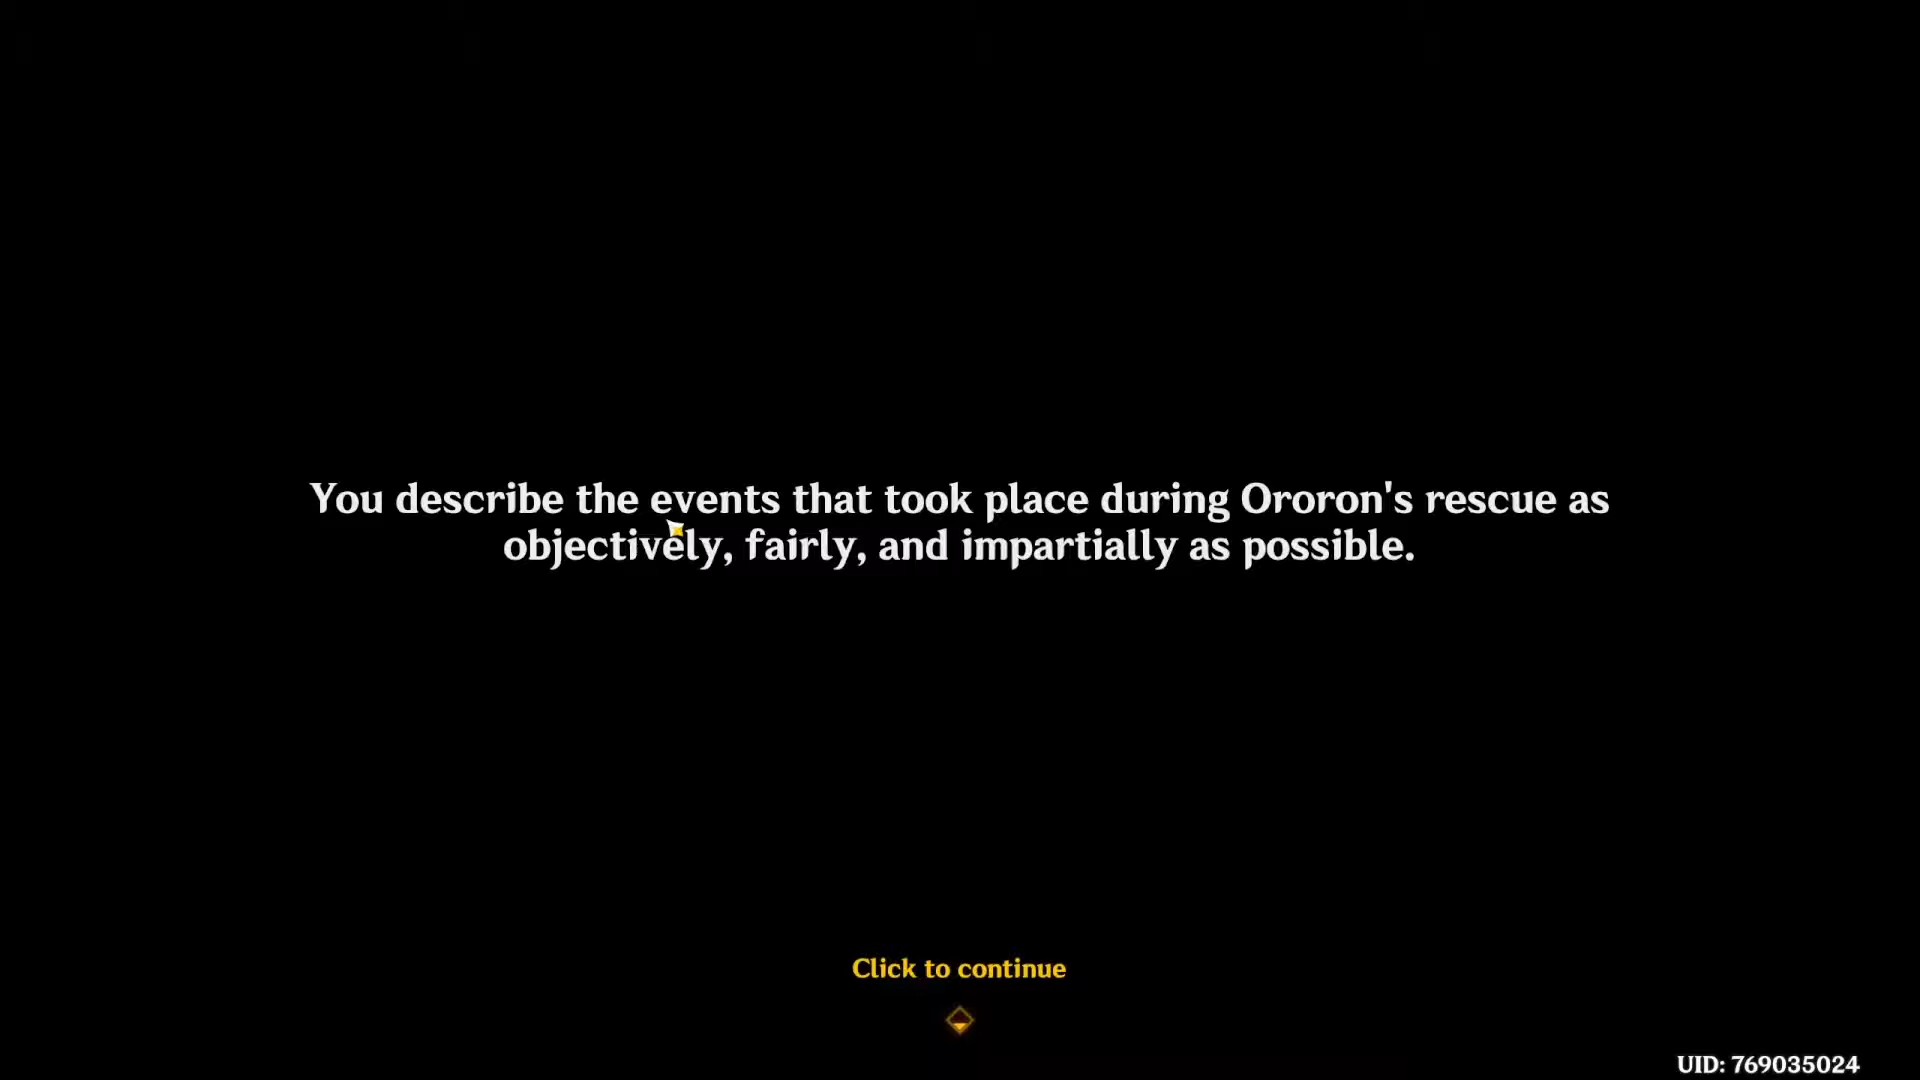 You describe the events that took place during Ororon's rescue as
objectively, fairly, and impartially as possible.
Click to continue
UID: 769035024